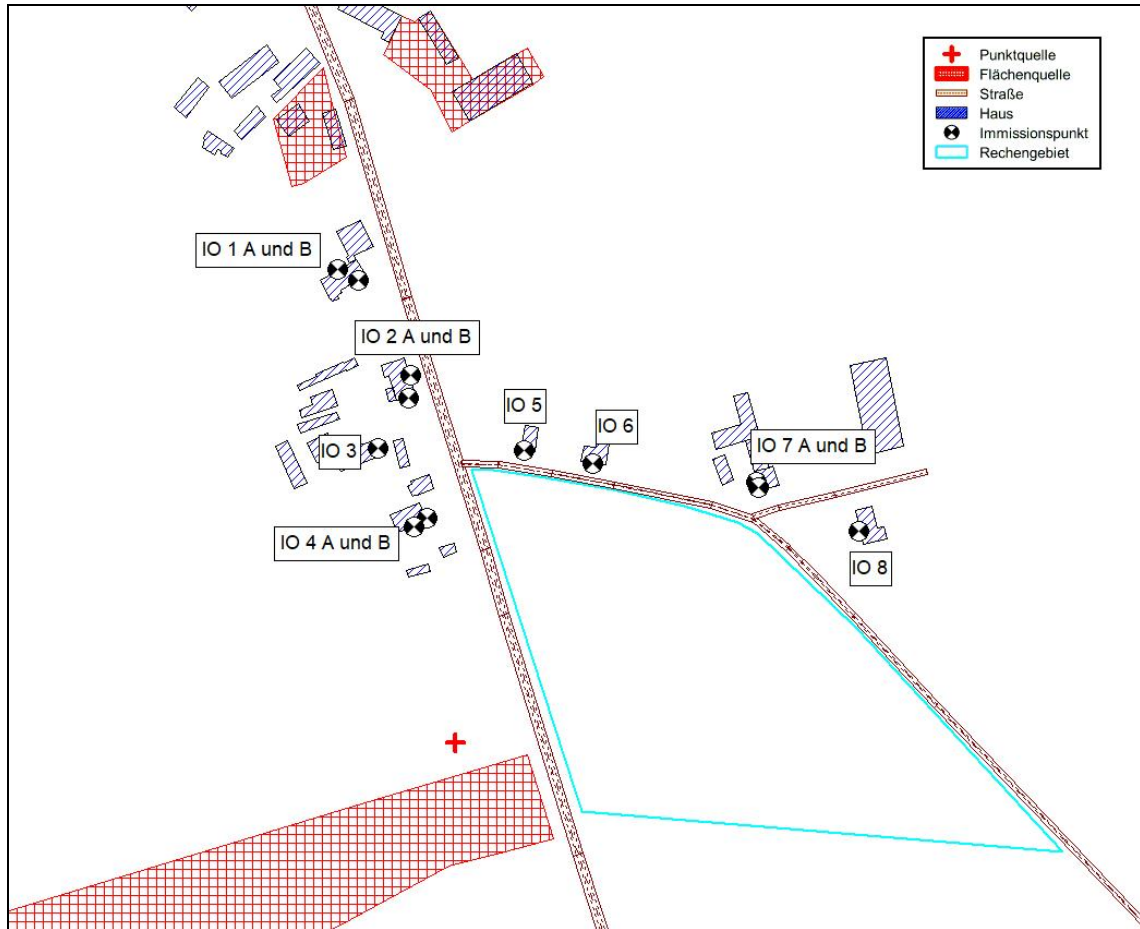 Punktquelle
Flächenquelle
Straße
Haus
Immissionspunkt
Rechengebiet
IO 1 A und B
IO 2 A und B
IO 5
IO 6
IO 3
IO 7 A und B
IO 4 A und B
IO 8